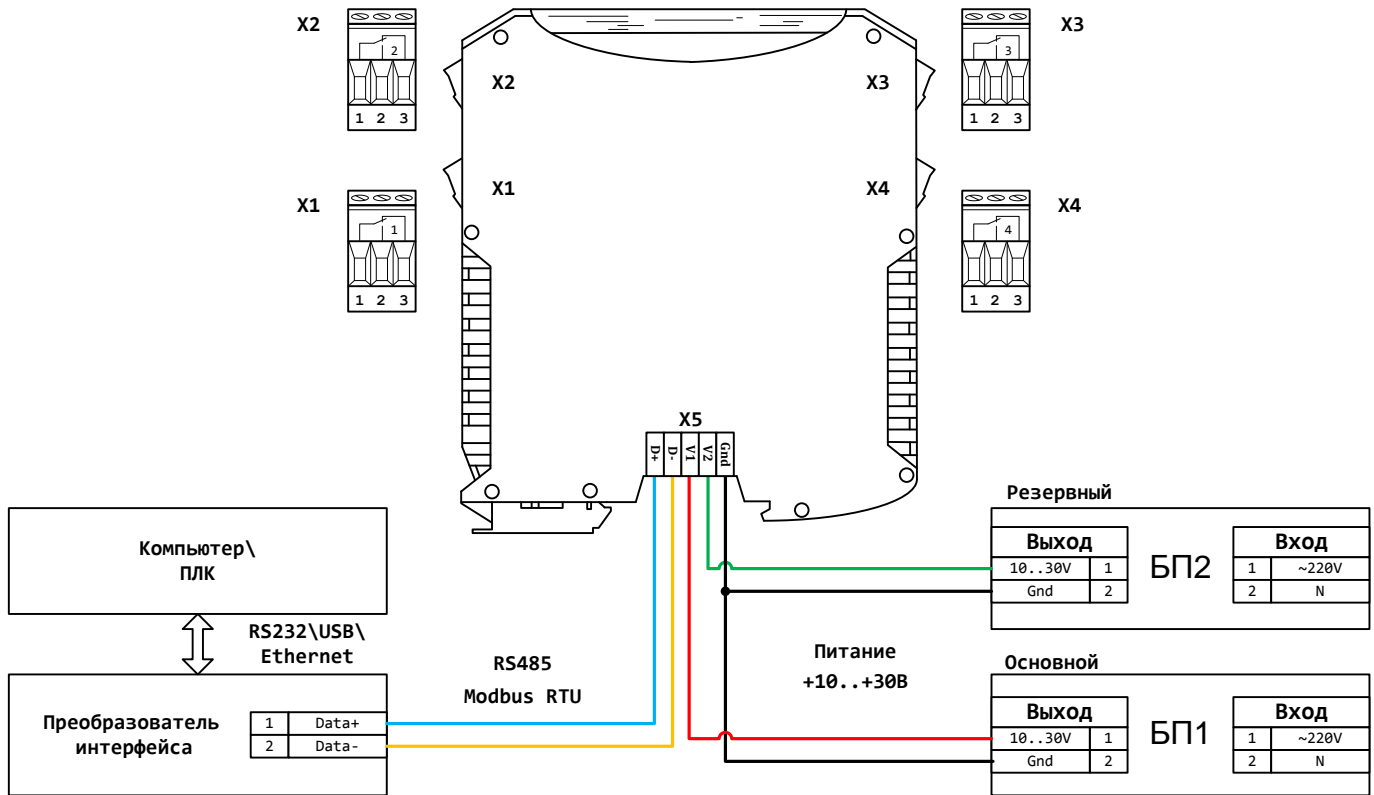 X2
2
1 2 3
X2
X3
3
1 2 3
X3
X1
1
1 2 3
X1
X4
4
1 2 3
X4
X5
D+ D- V1 V2 Gnd
Компьютер\
ПЛК
RS232\USB\
Ethernet
Преобразователь
интерфейса
1 Data+
2 Data-
RS485
Modbus RTU
Питание
+10..+30В
Резервный
Выход
10..30V 1
Gnd 2
БП2
Вход
1 ~220V
2 N
Основной
Выход
10..30V 1
Gnd 2
БП1
Вход
1 ~220V
2 N